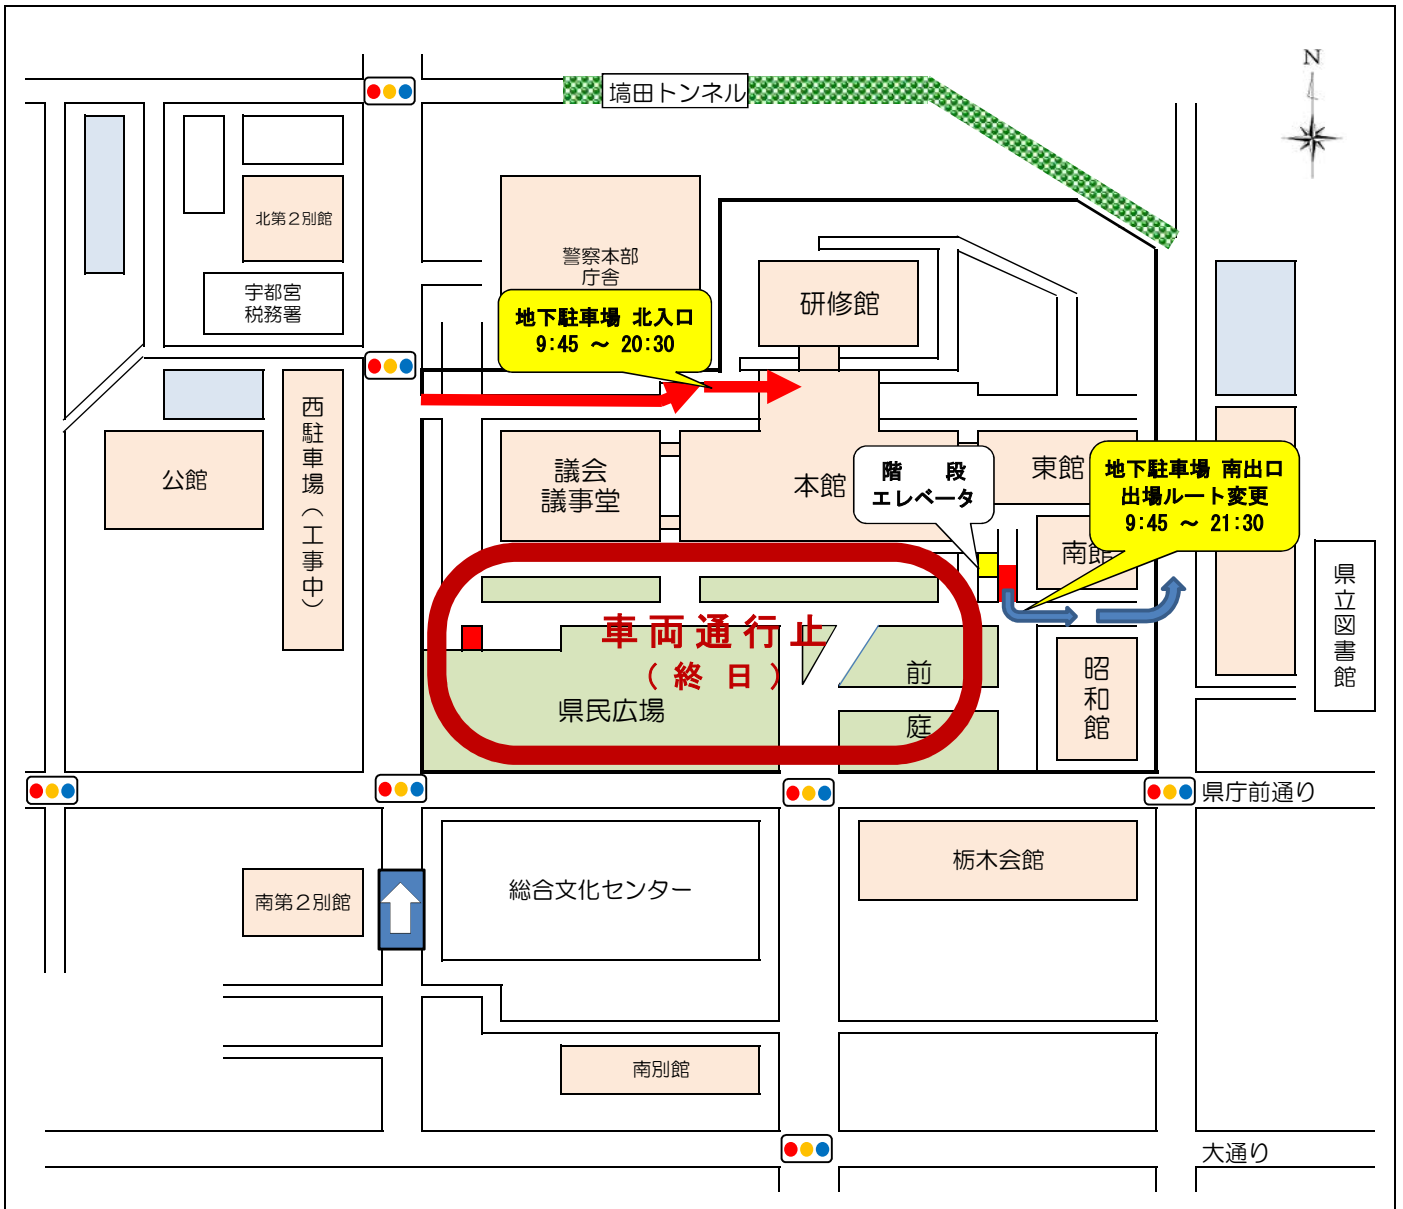 N
塙田トンネル
北第２別館
警察本部
庁舎
宇都宮
税務署
研修館
地下駐車場 北入口
9:45 ～ 20:30
西駐車場（工事中）
公館
議会
議事堂
本館
階　段
エレベータ
東館
地下駐車場 南出口
出場ルート変更
9:45 ～ 21:30
南館
県立図書館
車両通行止
（終日）
前庭
県民広場
昭和館
県庁前通り
栃木会館
総合文化センター
南第２別館
南別館
大通り